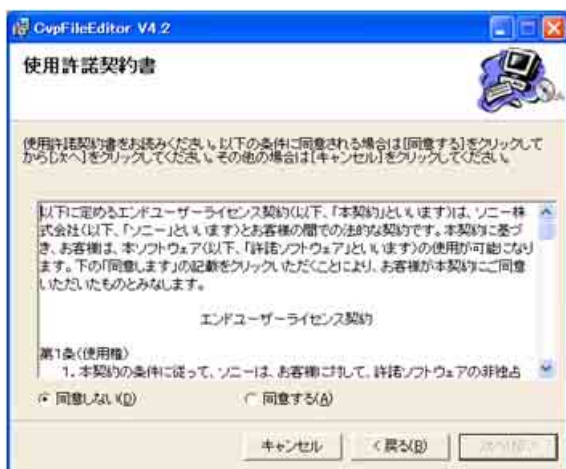 CvpFileEditor V4.2
使用許諾契約書
使用許諾契約書をお読みください。以下の条件に同意される場合は[同意する]をクリックして
から[次へ]をクリックしてください。その他の場合は[キャンセル]をクリックしてください。
以下に定めるエンドユーザーライセンス契約(以下、「本契約」といいます)は、ソニー株
式会社(以下、「ソニー」といいます)とお客様の間での法的な契約です。本契約に基づ
き、お客様は、本ソフトウェア(以下、「許諾ソフトウェア」といいます)の使用が可能になり
ます。下の「同意します」の記載をクリックいただくことにより、お客様が本契約にご同意
いただいたものとみなします。
エンドユーザーライセンス契約
第1条(使用権)
1. 本契約の条件に従って、ソニーは、お客様に対して、許諾ソフトウェアの非独占
同意しない(D)
同意する(A)
キャンセル
< 戻る(B)
次へ(N) >